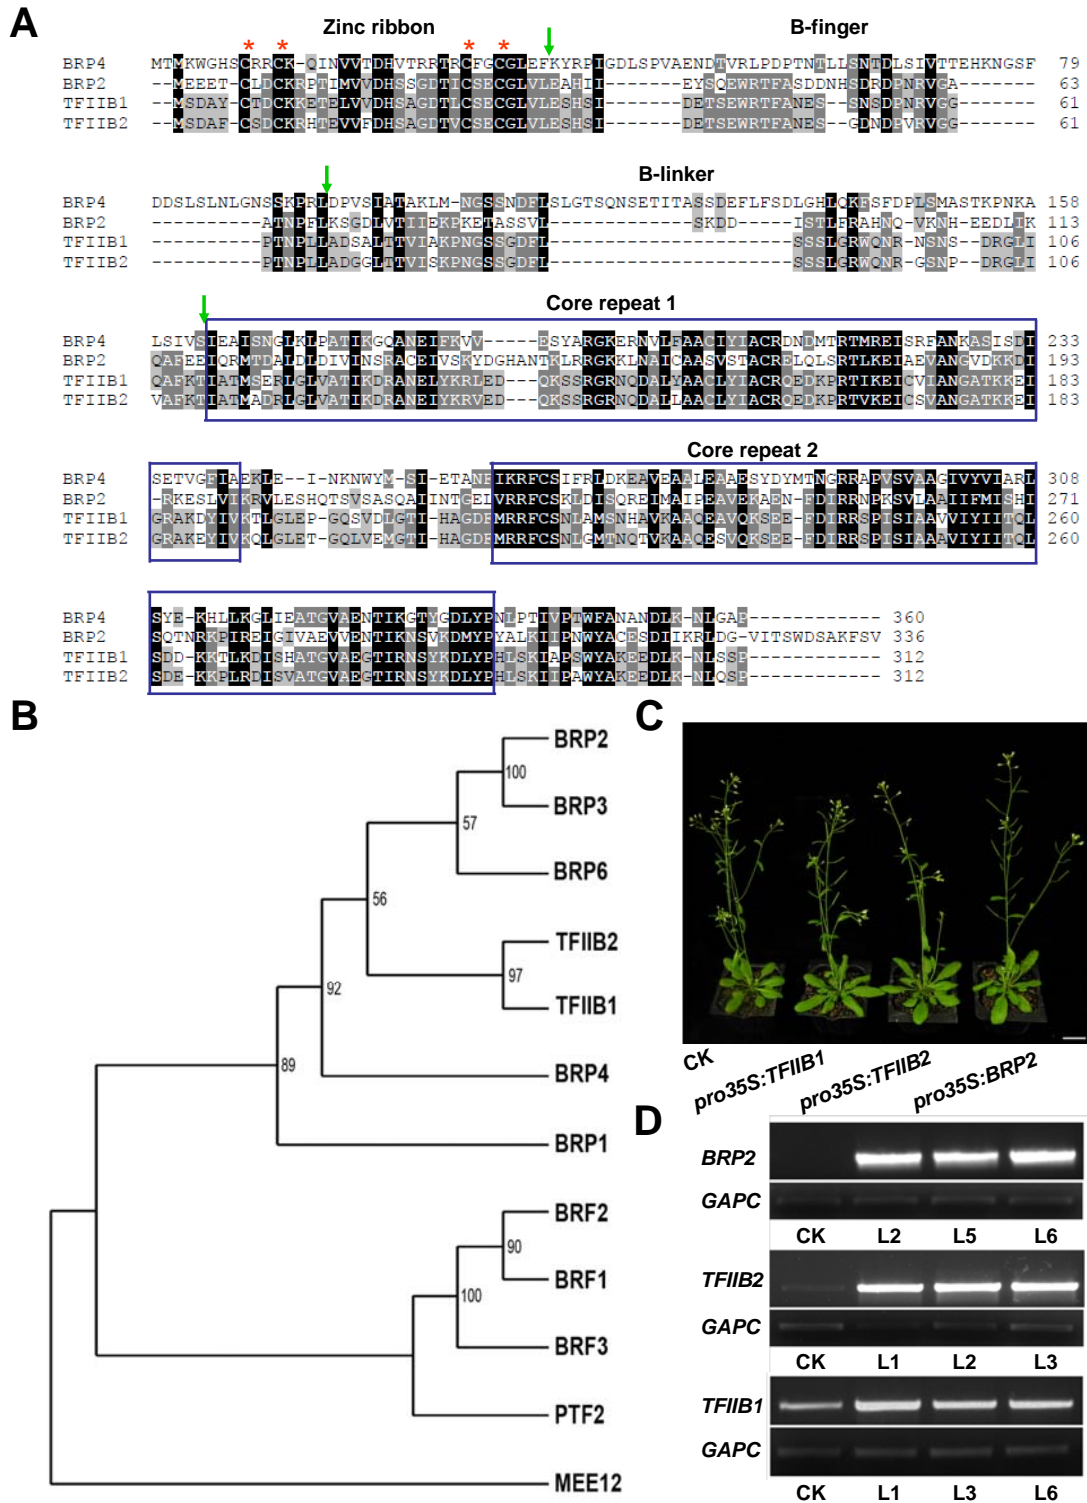 A
Zinc ribbon B-finger
* * * *
BRP4 MTMKWGHSCRRCK-QINVVTDHVTRRTRCFGCGLEFKYRPIGDLSPVAENDTVRLPDPTNTLLSNTDLSIVTTEHKNGSF 79
BRP2 --MEEET-CLDCKRPTIMVVDHSSGDTICSECGLVLEAHII------EYSQEWRTFASDDNHSDRDPNRVGA------- 63
TFIIB1 --MSDAY-CTDCKKETELVVDHSAGDTLCSECGLVLESHSI------DETSEWRTFANES--SNSDPNRVGG------- 61
TFIIB2 --MSDAF-CSDCKRHTEVVFDHSAGDTVCSECGLVLESHSI------DETSEWRTFANES--GDNDPVRVGG------- 61
B-linker
BRP4 DDSLSLNLGNSSKPRLDPVSIATAKLM-NGSSNDFLSLGTSQNSETITASSDEFLFSDLGHLQKFSFDPLSMASTKPNKA 158
BRP2 ----------ATNPFLKSGDLVTIIEKPKETASSVL-------------SKDD-----ISTLFRAHNQ-VKNH-EEDLIK 113
TFIIB1 ----------PTNPLLADSALTTVIAKPNGSSGDFL----------------------SSSLGRWQNR-NSNS--DRGLI 106
TFIIB2 ----------PTNPLLADGGLTTVISKPNGSSGDFL----------------------SSSLGRWQNR-GSNP--DRGLI 106
Core repeat 1
BRP4 LSIVSIEAISNGLKLPATIKGQANEIFKVV-----ESYARGKERNVLFAACIYIACRDNDMTRTMREISRFANKASISDI 233
BRP2 QAFEEIQRMTDALDLDIVINSRACEIVSKYDGHANTKLRRGKKLNAICAASVSTACRELQLSRTLKEIAEVANGVDKKDI 193
TFIIB1 QAFKTIATMSERLGLVATIKDRANELYKRLED---QKSSRGRNQDALYAACLYIACRQEDKPRTIKEICVIANGATKKEI 183
TFIIB2 VAFKTIATMADRLGLVATIKDRANEIYKRVED---QKSSRGRNQDALLAACLYIACRQEDKPRTVKEICSVANGATKKEI 183
Core repeat 2
BRP4 SETVGFIAEKLE--I-NKNWYM-SI-ETANFIKRFCSIFRLDKEAVEAALEAAESYDYMTNGRRAPVSVAAGIVYVIARL 308
BRP2 -RKESLVIKRVLESHQTSVSASQAIINTGELVRRFCSKLDISQREIMAIPEAVEKAEN-FDIRRNPKSVLAAIIFMISHI 271
TFIIB1 GRAKDYIVKTLGLEP-GQSVDLGTI-HAGDFMRRFCSNLAMSNHAVKAAQEAVQKSEE-FDIRRSPISIAAVVIYIITQL 260
TFIIB2 GRAKEYIVKQLGLET-GQLVEMGTI-HAGDFMRRFCSNLGMTNQTVKAAQESVQKSEE-FDIRRSPISIAAAVIYIITQL 260
BRP4 SYE-KHLLKGLIEATGVAENTIKGTYGDLYPNLPTIVPTWFANANDLK-NLGAP------------ 360
BRP2 SQTNRKPIREIGIVAEVVENTIKNSVKDMYPYALKIIPNWYACESDIIKRLDG-VITSWDSAKFSV 336
TFIIB1 SDD-KKTLKDISHATGVAEGTIRNSYKDLYPHLSKIAPSWYAKEEDLK-NLSSP------------ 312
TFIIB2 SDE-KKPLRDISVATGVAEGTIRNSYKDLYPHLSKIIPAWYAKEEDLK-NLQSP------------ 312
B
BRP2
100
BRP3
57
BRP6
56
TFIIB2
97
TFIIB1
92
BRP4
89
BRP1
BRF2
90
BRF1
100
BRF3
PTF2
MEE12
C
CK
pro35S:TFIIB1
pro35S:TFIIB2
pro35S:BRP2
D
BRP2
GAPC
CK L2 L5 L6
TFIIB2
GAPC
CK L1 L2 L3
TFIIB1
GAPC
CK L1 L3 L6